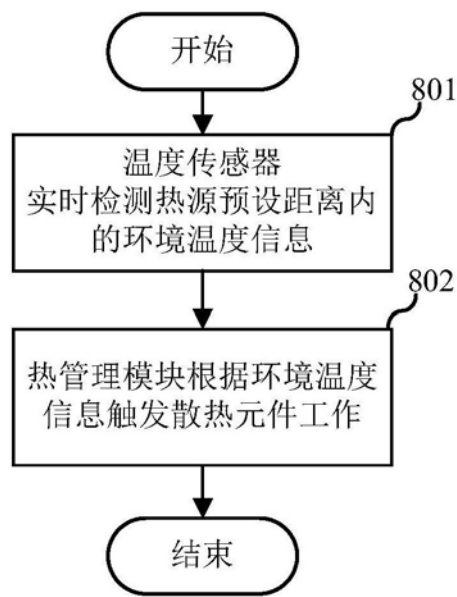 开始
801
温度传感器
实时检测热源预设距离内
的环境温度信息
802
热管理模块根据环境温度
信息触发散热元件工作
结束